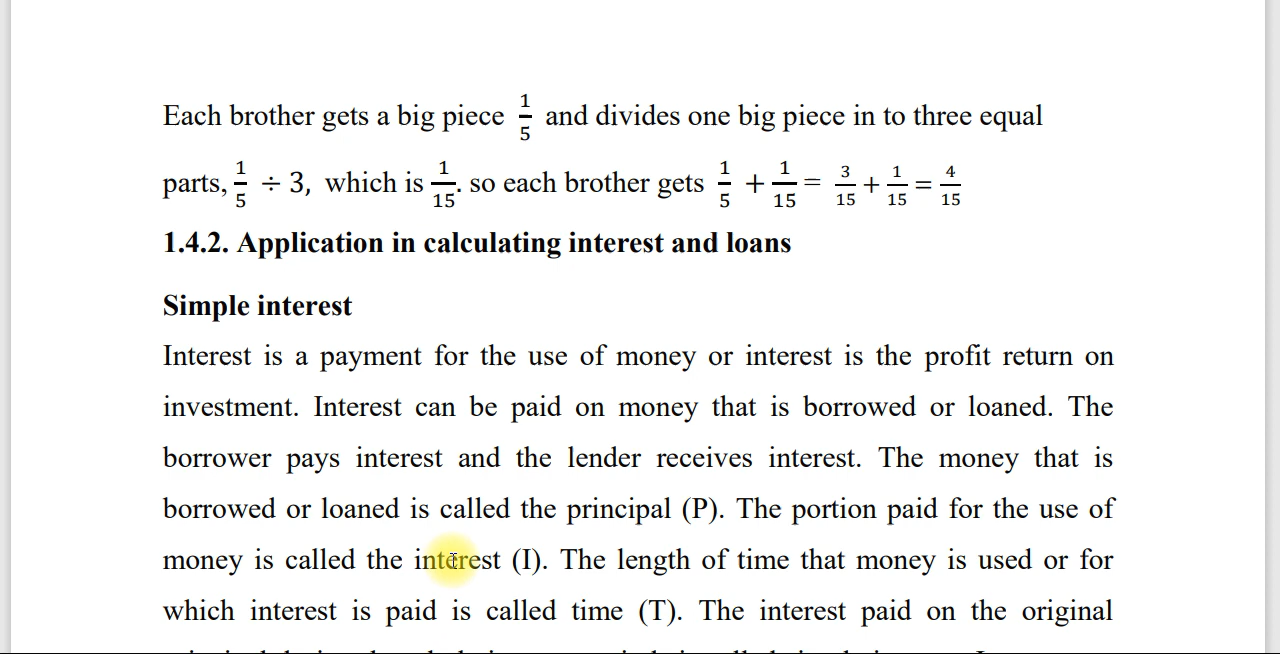 Each brother gets a big piece 1/5 and divides one big piece in to three equal
parts, 1/5 ÷ 3, which is 1/15. so each brother gets 1/5 + 1/15 = 3/15 + 1/15 = 4/15
1.4.2. Application in calculating interest and loans
Simple interest
Interest is a payment for the use of money or interest is the profit return on
investment. Interest can be paid on money that is borrowed or loaned. The
borrower pays interest and the lender receives interest. The money that is
borrowed or loaned is called the principal (P). The portion paid for the use of
money is called the interest (I). The length of time that money is used or for
which interest is paid is called time (T). The interest paid on the original